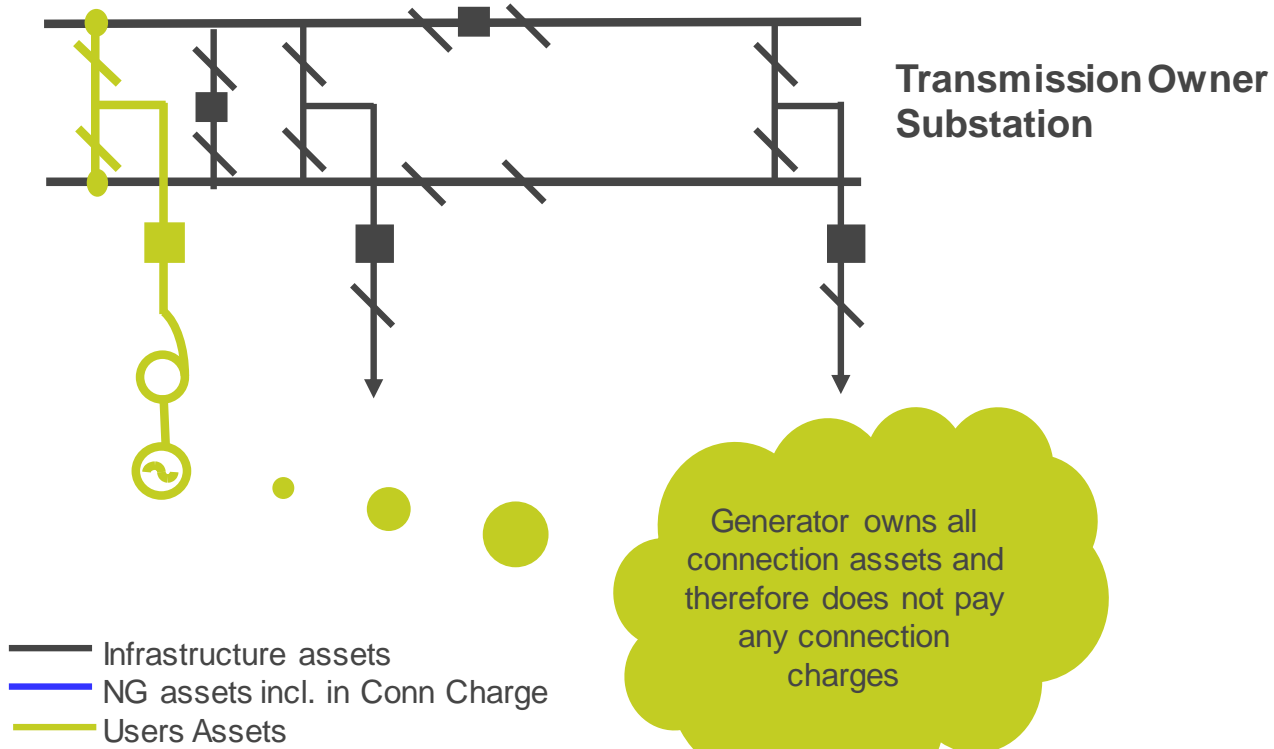 Transmission Owner
Substation
Generator owns all
connection assets and
therefore does not pay
any connection
charges
Infrastructure assets
NG assets incl. in Conn Charge
Users Assets